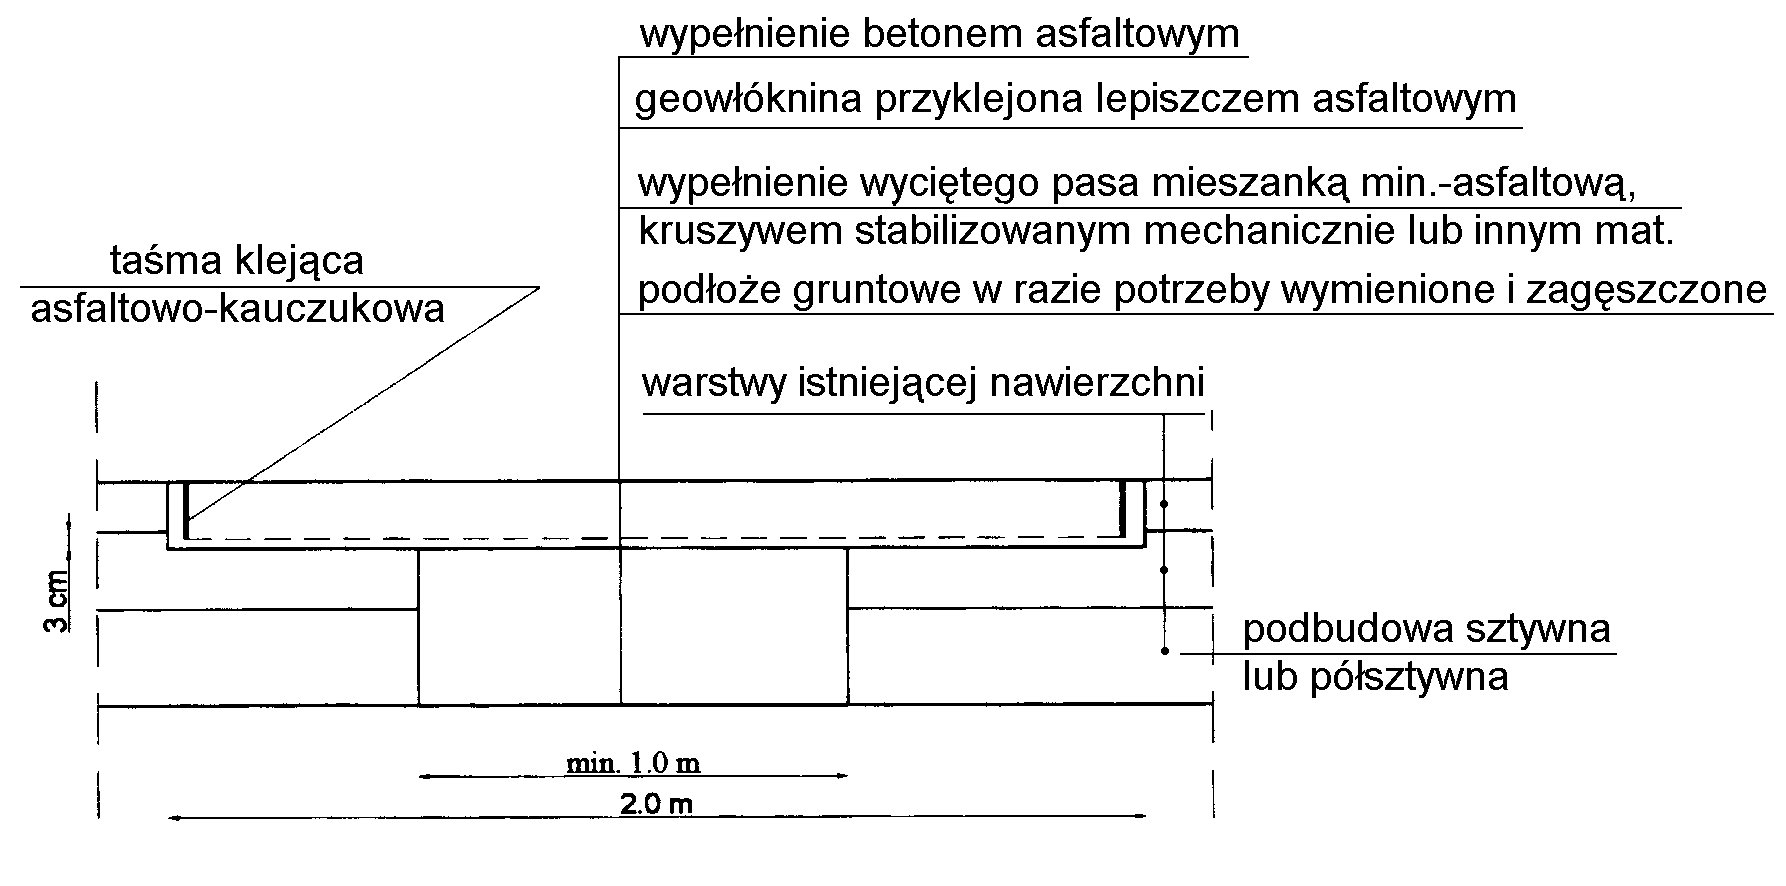 wypełnienie betonem asfaltowym
geowłóknina przyklejona lepiszczem asfaltowym
wypełnienie wyciętego pasa mieszanką min.-asfaltową,
kruszywem stabilizowanym mechanicznie lub innym mat.
podłoże gruntowe w razie potrzeby wymienione i zagęszczone
taśma klejąca
asfaltowo-kauczukowa
warstwy istniejącej nawierzchni
3 cm
podbudowa sztywna
lub półsztywna
min. 1.0 m
2.0 m